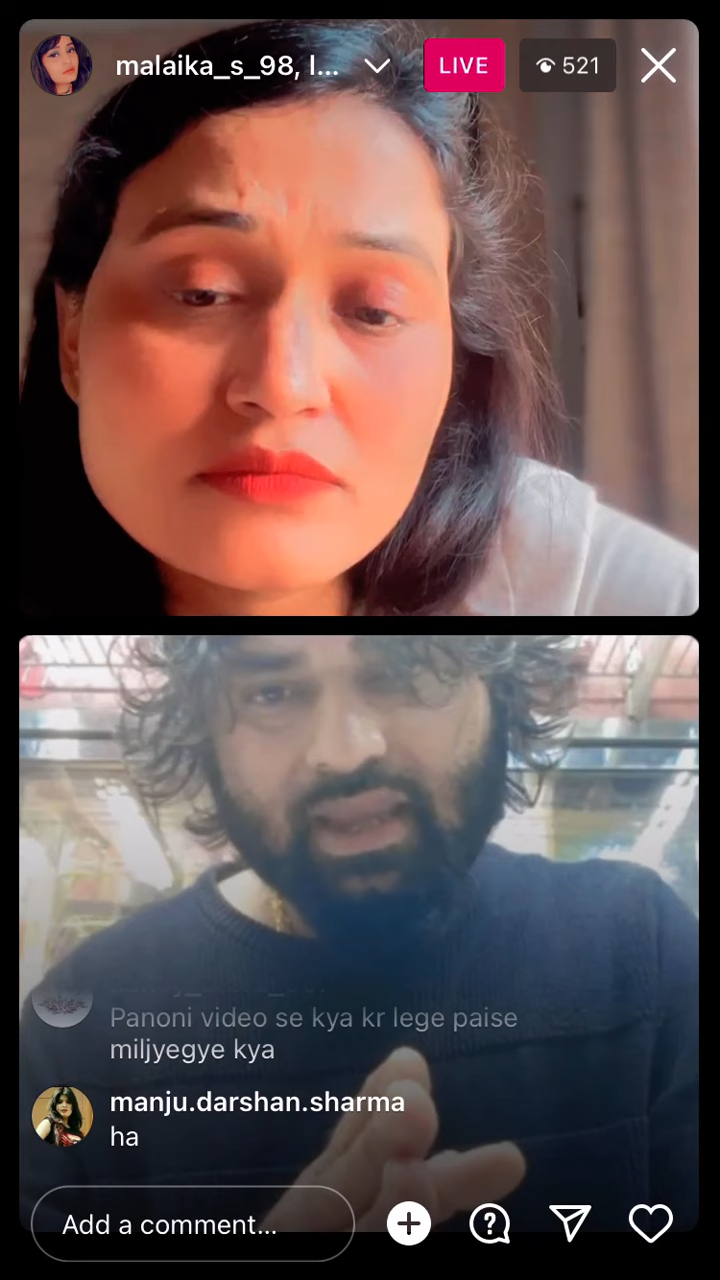 malaika_s_98, l...
LIVE
521
Panoni video se kya kr lege paise
miljyegye kya
manju.darshan.sharma
ha
Add a comment...